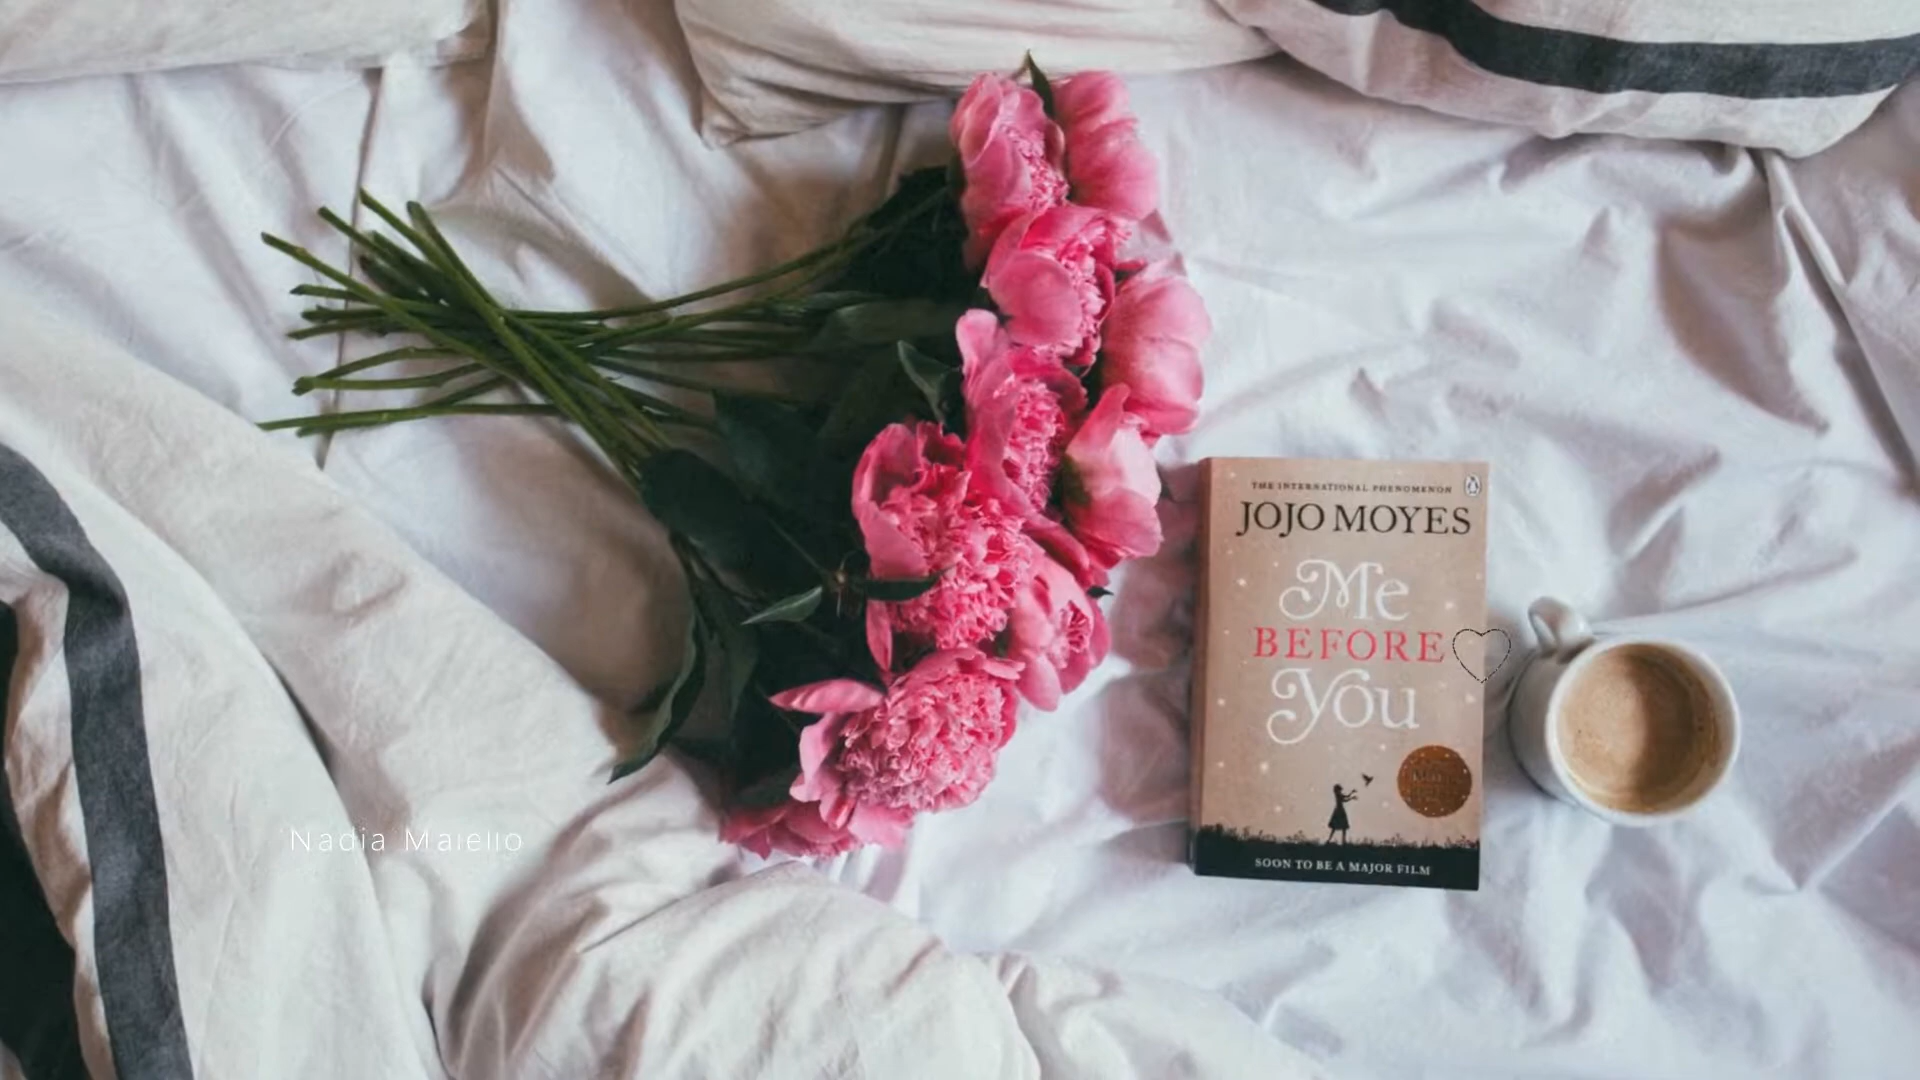 THE INTERNATIONAL PHENOMENON
JOJO MOYES
Me
BEFORE
You
SOON TO BE A MAJOR FILM
Nadia Maiello